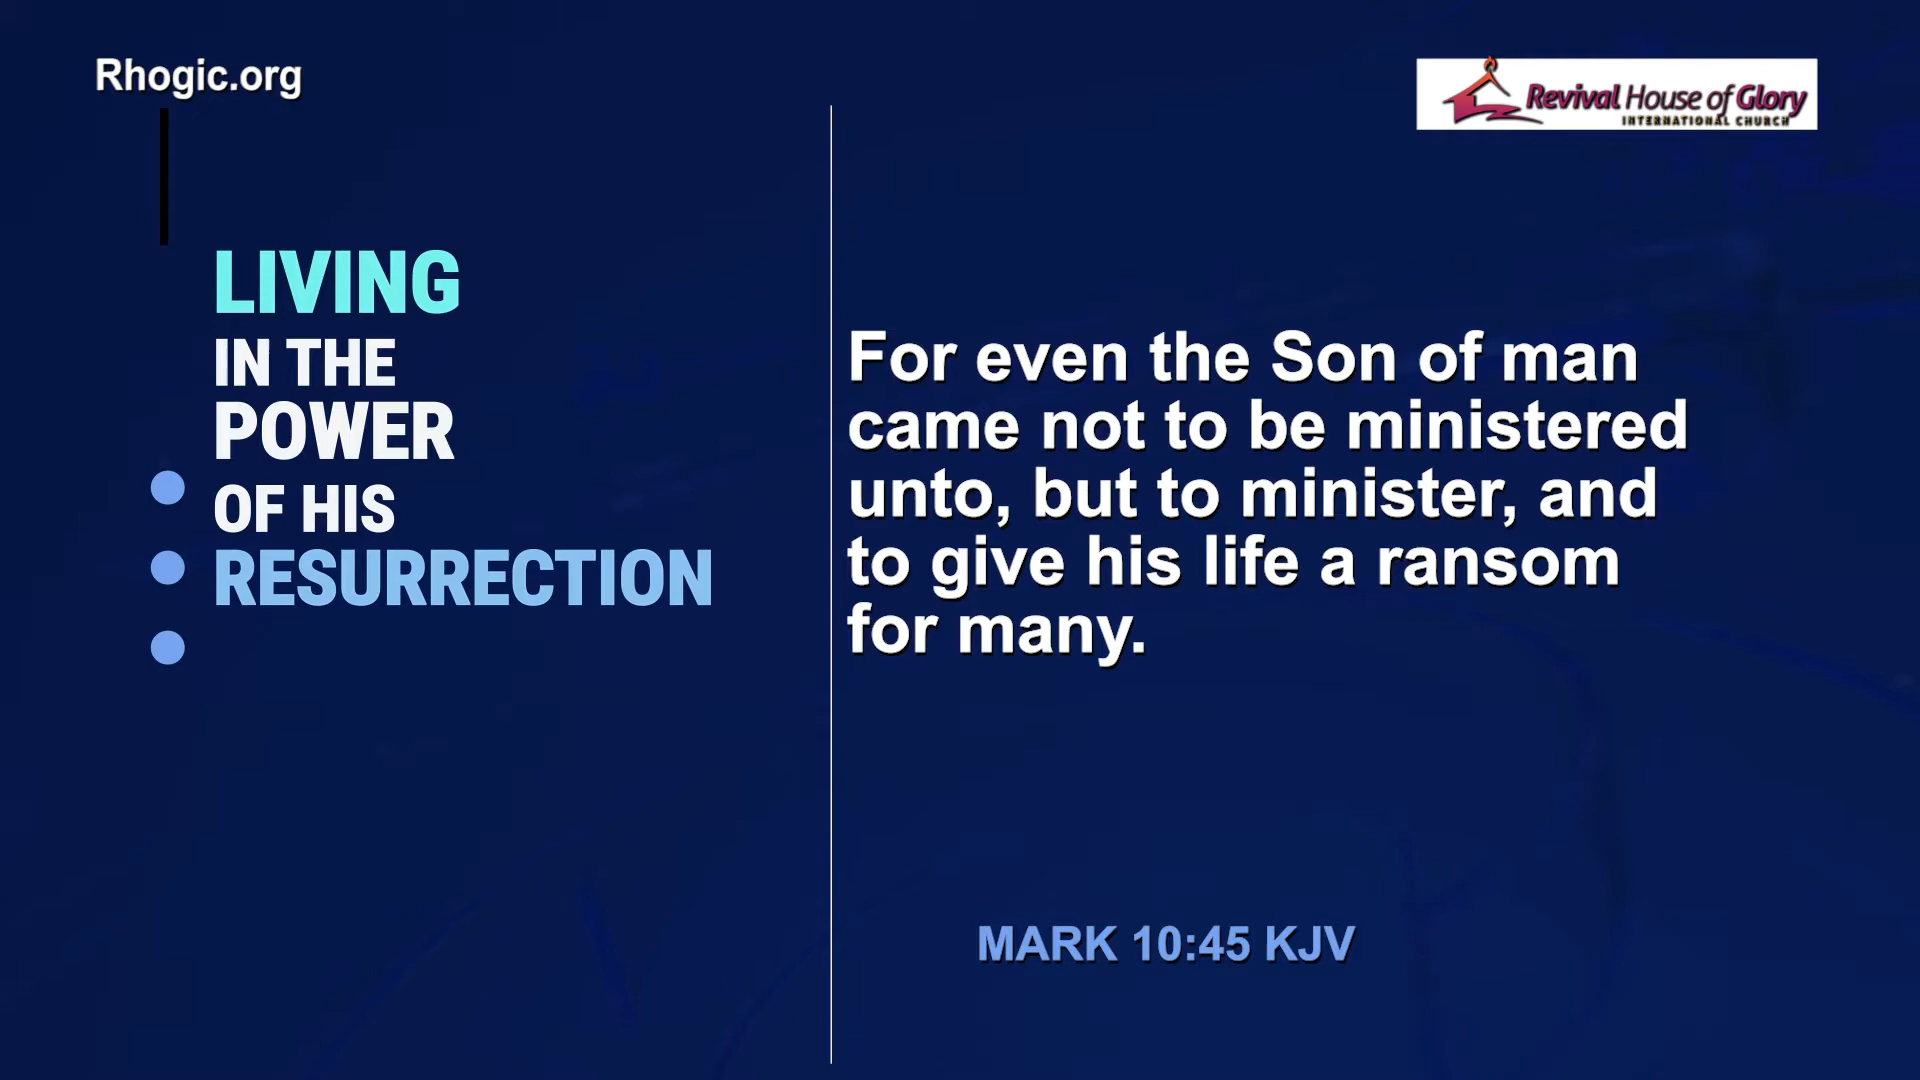 Rhogic.org
Revival House of Glory
INTERNATIONAL CHURCH
LIVING
IN THE
POWER
OF HIS
RESURRECTION
For even the Son of man
came not to be ministered
unto, but to minister, and
to give his life a ransom
for many.
MARK 10:45 KJV